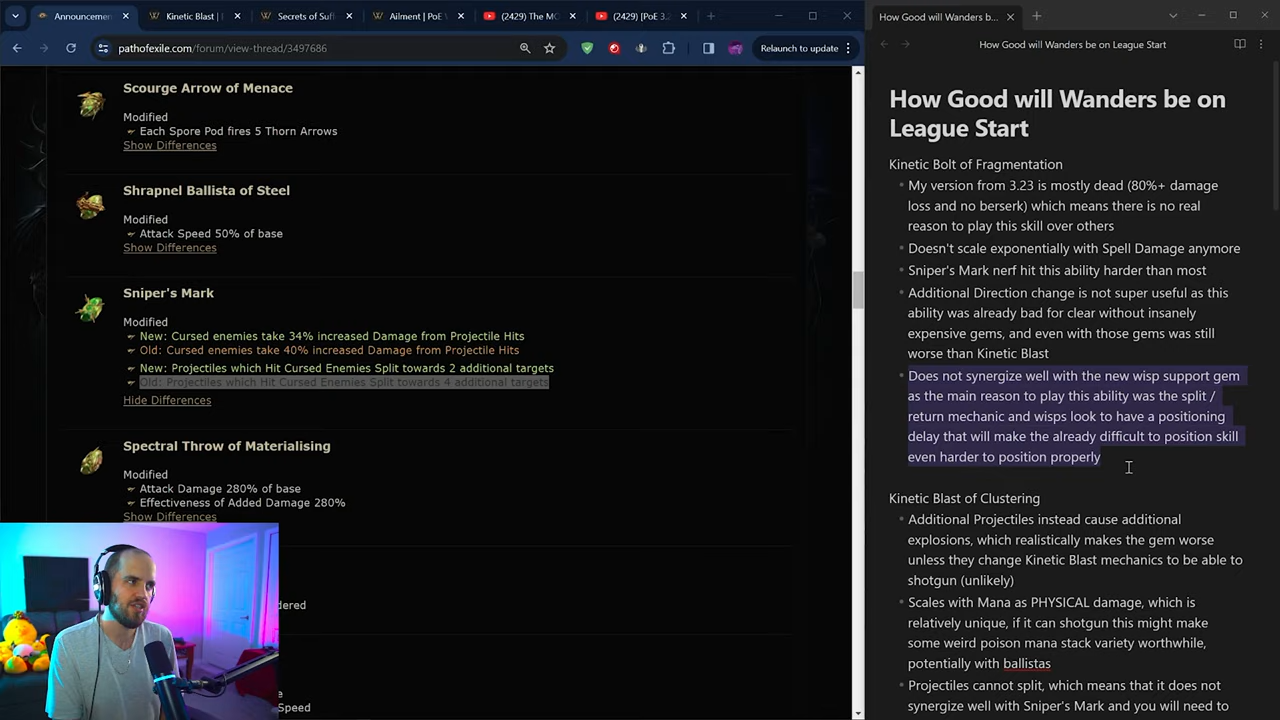 Announcemen
Kinetic Blast |
Secrets of Suf
Ailment | PoE
(2429) The MC
(2429) [PoE 3.
pathofexile.com/forum/view-thread/3497686
Relaunch to update
Scourge Arrow of Menace
Modified
Each Spore Pod fires 5 Thorn Arrows
Show Differences
Shrapnel Ballista of Steel
Modified
Attack Speed 50% of base
Show Differences
Sniper's Mark
Modified
New: Cursed enemies take 34% increased Damage from Projectile Hits
Old: Cursed enemies take 40% increased Damage from Projectile Hits
New: Projectiles which Hit Cursed Enemies Split towards 2 additional targets
Old: Projectiles which Hit Cursed Enemies Split towards 4 additional targets
Hide Differences
Spectral Throw of Materialising
Modified
Attack Damage 280% of base
Effectiveness of Added Damage 280%
Show Differences
dered
e
Speed
How Good will Wanders b...
How Good will Wanders be on League Start
How Good will Wanders be on
League Start
Kinetic Bolt of Fragmentation
My version from 3.23 is mostly dead (80%+ damage
loss and no berserk) which means there is no real
reason to play this skill over others
Doesn't scale exponentially with Spell Damage anymore
Sniper's Mark nerf hit this ability harder than most
Additional Direction change is not super useful as this
ability was already bad for clear without insanely
expensive gems, and even with those gems was still
worse than Kinetic Blast
Does not synergize well with the new wisp support gem
as the main reason to play this ability was the split /
return mechanic and wisps look to have a positioning
delay that will make the already difficult to position skill
even harder to position properly
Kinetic Blast of Clustering
Additional Projectiles instead cause additional
explosions, which realistically makes the gem worse
unless they change Kinetic Blast mechanics to be able to
shotgun (unlikely)
Scales with Mana as PHYSICAL damage, which is
relatively unique, if it can shotgun this might make
some weird poison mana stack variety worthwhile,
potentially with ballistas
Projectiles cannot split, which means that it does not
synergize well with Sniper's Mark and you will need to